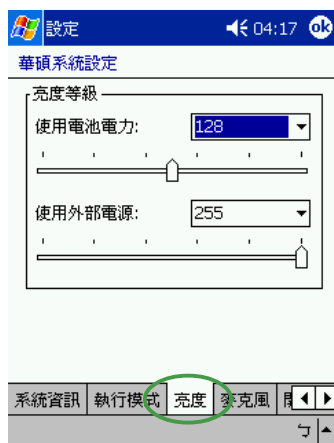 設定 04:17 ok
華碩系統設定
亮度等級
使用電池電力: 128
使用外部電源: 255
系統資訊 執行模式 亮度 麥克風
ㄅ